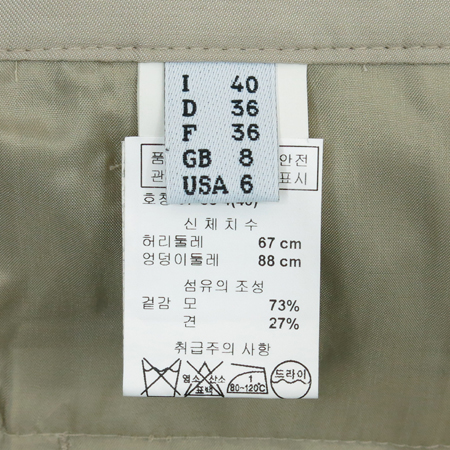 I 40
D 36
F 36
GB 8
USA 6
품 안전
관 표시
호칭
신체치수
허리둘레 67 cm
엉덩이둘레 88 cm
섬유의 조성
겉감 모 73%
견 27%
취급주의 사항
염소 산소 표백
1
80~120℃
드라이